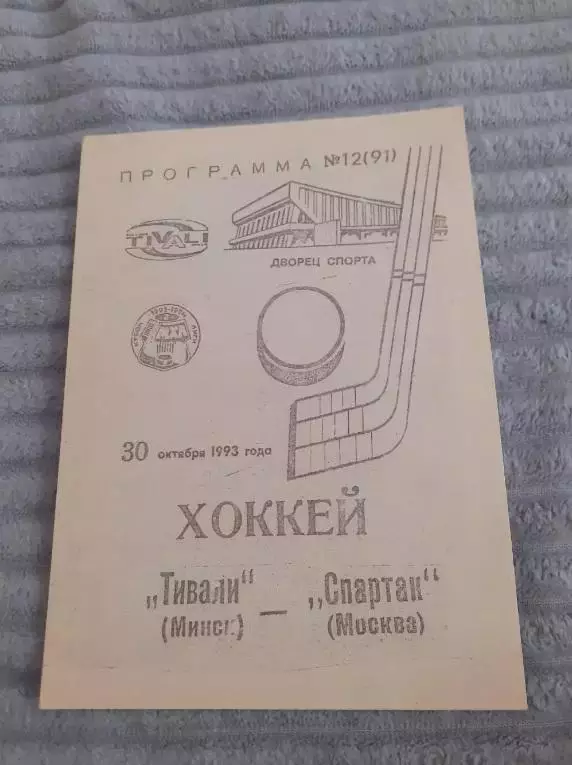 ПРОГРАММА №12(91)
TIVALI
ДВОРЕЦ СПОРТА
30 октября 1993 года
ХОККЕЙ
„Тивали“ — „Спартак“
(Минск) (Москва)